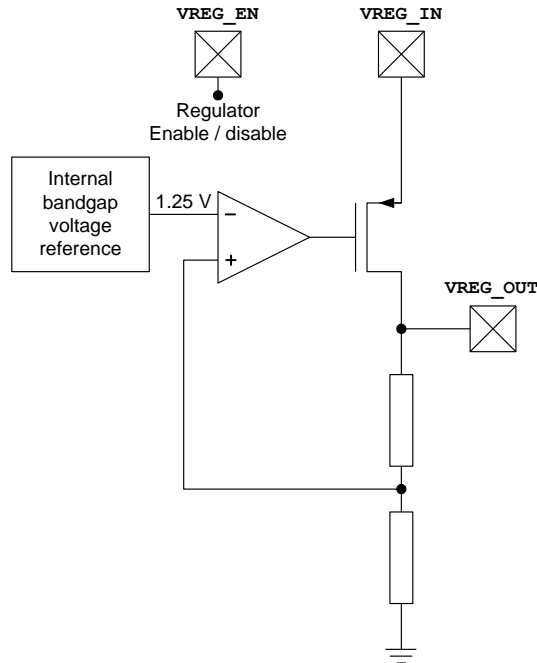 VREG_EN
VREG_IN
Regulator
Enable / disable
Internal
bandgap
voltage
reference
1.25 V
−
+
VREG_OUT